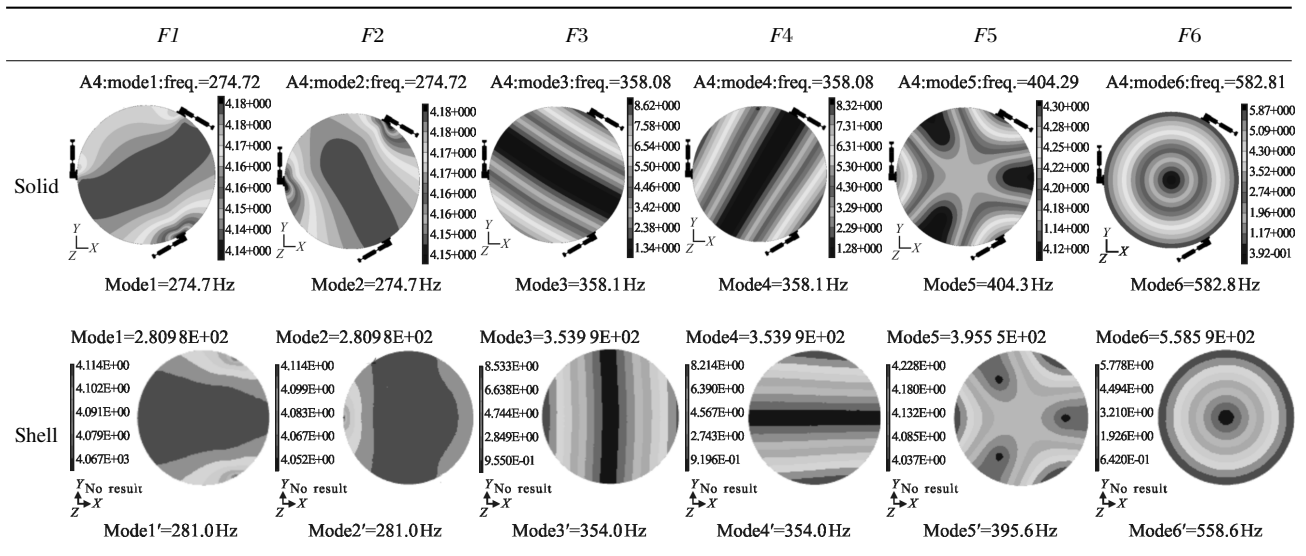 F1 F2 F3 F4 F5 F6
Solid
A4:mode1:freq.=274.72
4.18+000
4.18+000
4.17+000
4.16+000
4.16+000
4.15+000
4.15+000
4.14+000
Y
Z X
Mode1=274.7 Hz
A4:mode2:freq.=274.72
4.18+000
4.17+000
4.17+000
4.16+000
4.16+000
4.15+000
4.15+000
Y
Z X
Mode2=274.7 Hz
A4:mode3:freq.=358.08
8.62+000
7.58+000
6.54+000
5.50+000
4.46+000
3.42+000
2.38+000
1.34+000
Y
Z X
Mode3=358.1 Hz
A4:mode4:freq.=358.08
8.32+000
7.31+000
6.31+000
5.30+000
4.29+000
3.29+000
2.28+000
1.28+000
Y
Z X
Mode4=358.1 Hz
A4:mode5:freq.=404.29
4.30+000
4.28+000
4.25+000
4.22+000
4.20+000
4.17+000
4.14+000
4.12+000
Y
Z X
Mode5=404.3 Hz
A4:mode6:freq.=582.81
5.87+000
5.09+000
4.30+000
3.52+000
2.74+000
1.96+000
1.17+000
3.92-001
Y
Z X
Mode6=582.8 Hz
Shell
Mode1=2.809 8E+02
4.114E+00
4.102E+00
4.091E+00
4.079E+00
4.067E+03
Y No result
Z X
Mode1′=281.0 Hz
Mode2=2.809 8E+02
4.114E+00
4.099E+00
4.083E+00
4.067E+00
4.052E+00
Y No result
Z X
Mode2′=281.0 Hz
Mode3=3.539 9E+02
8.533E+00
6.638E+00
4.744E+00
2.849E+00
9.550E-01
Y No result
Z X
Mode3′=354.0 Hz
Mode4=3.539 9E+02
8.214E+00
6.390E+00
4.567E+00
2.743E+00
9.196E-01
Y No result
Z X
Mode4′=354.0 Hz
Mode5=3.955 5E+02
4.228E+00
4.180E+00
4.132E+00
4.085E+00
4.037E+00
Y No result
Z X
Mode5′=395.6 Hz
Mode6=5.585 9E+02
5.778E+00
4.494E+00
3.210E+00
1.926E+00
6.420E-01
Y No result
Z X
Mode6′=558.6 Hz